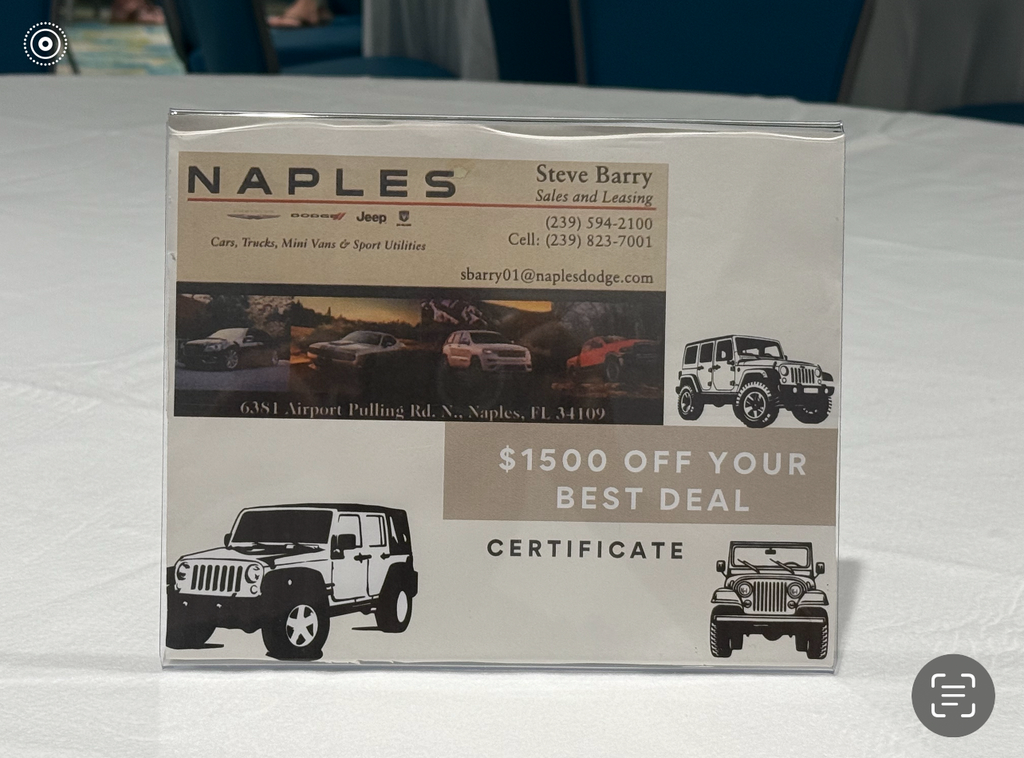 NAPLES
DODGE Jeep
Cars, Trucks, Mini Vans & Sport Utilities
Steve Barry
Sales and Leasing
(239) 594-2100
Cell: (239) 823-7001
sbarry01@naplesdodge.com
6381 Airport Pulling Rd. N., Naples, FL 34109
$1500 OFF YOUR
BEST DEAL
CERTIFICATE